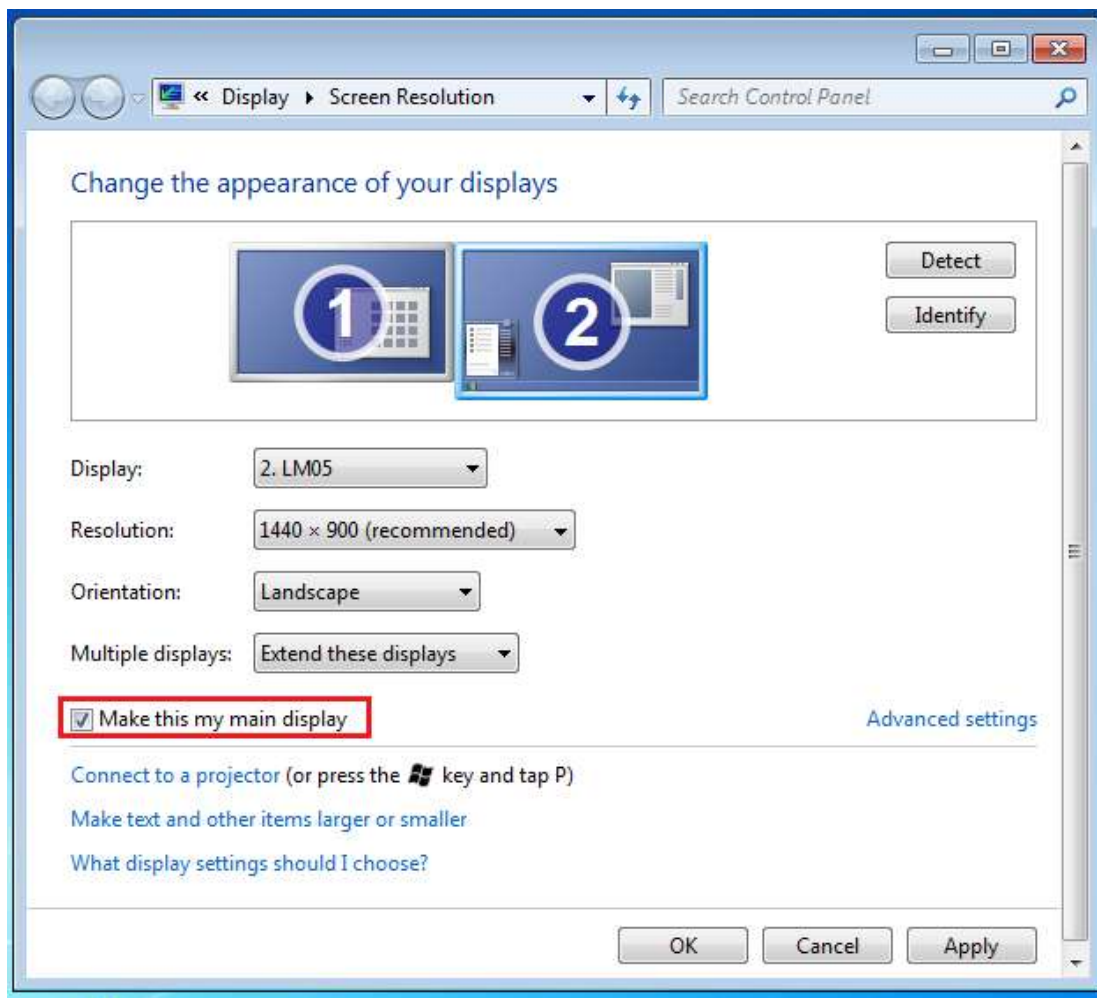 « Display ▸ Screen Resolution
Search Control Panel
Change the appearance of your displays
1
2
Detect
Identify
Display:
2. LM05
Resolution:
1440 × 900 (recommended)
Orientation:
Landscape
Multiple displays:
Extend these displays
Make this my main display
Advanced settings
Connect to a projector (or press the key and tap P)
Make text and other items larger or smaller
What display settings should I choose?
OK
Cancel
Apply